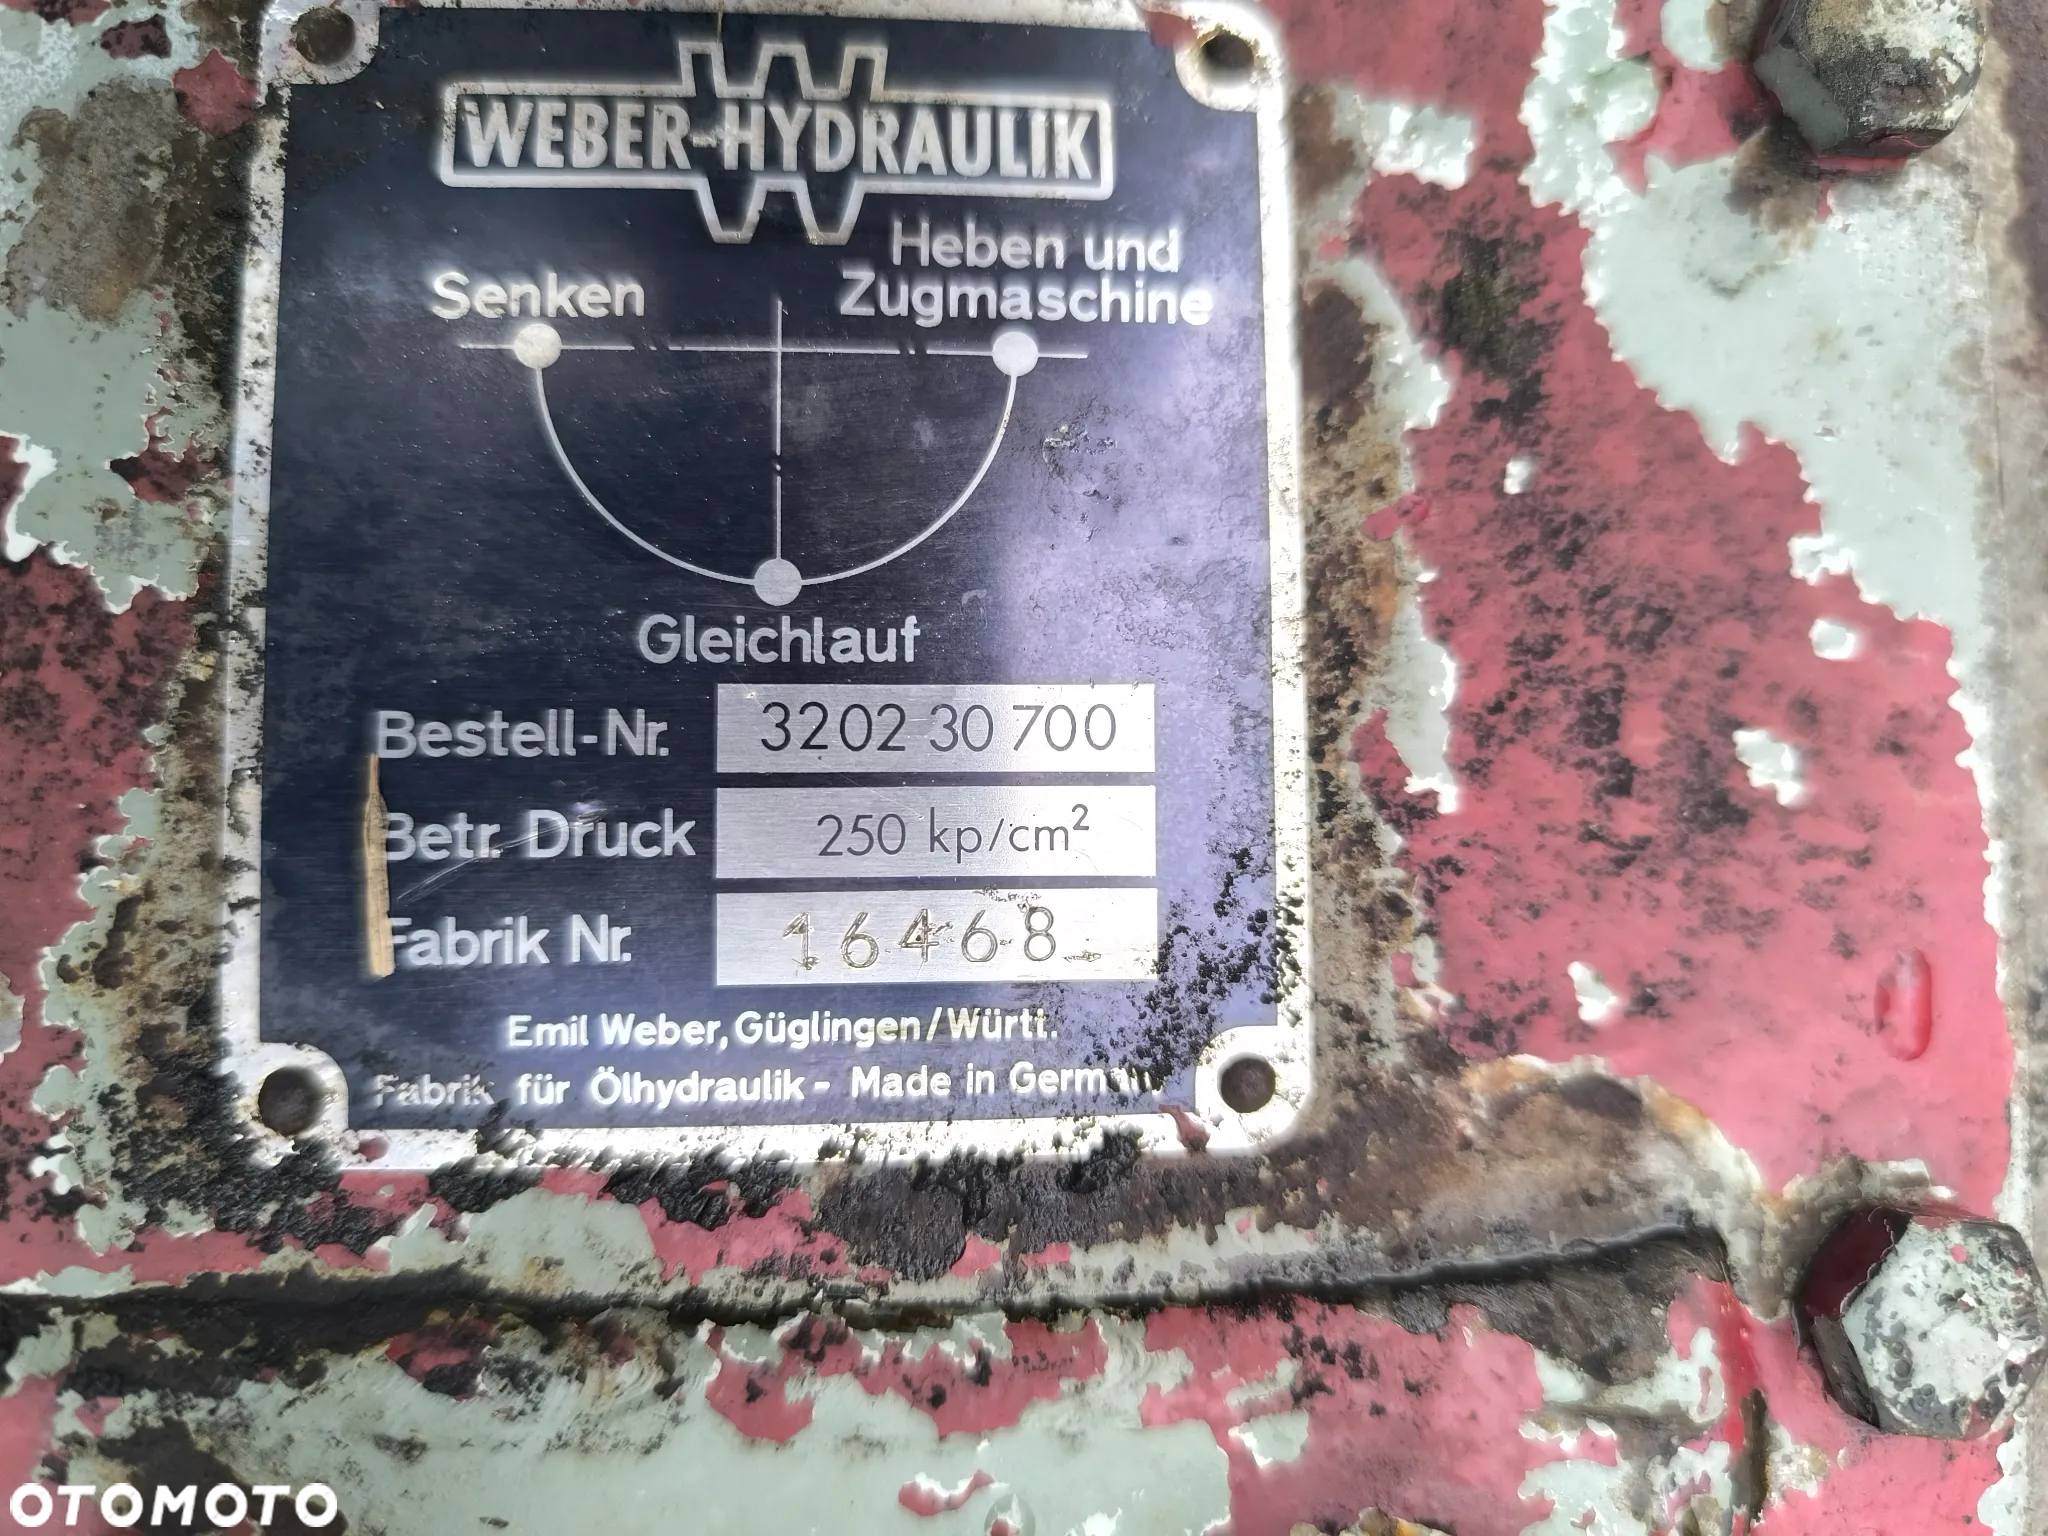 WEBER-HYDRAULIK
Senken
Heben und
Zugmaschine
Gleichlauf
Bestell-Nr. 3202 30 700
Betr. Druck 250 kp/cm²
Fabrik Nr. 16468
Emil Weber, Güglingen/Württ.
Fabrik für Ölhydraulik - Made in Germany
OTOMOTO